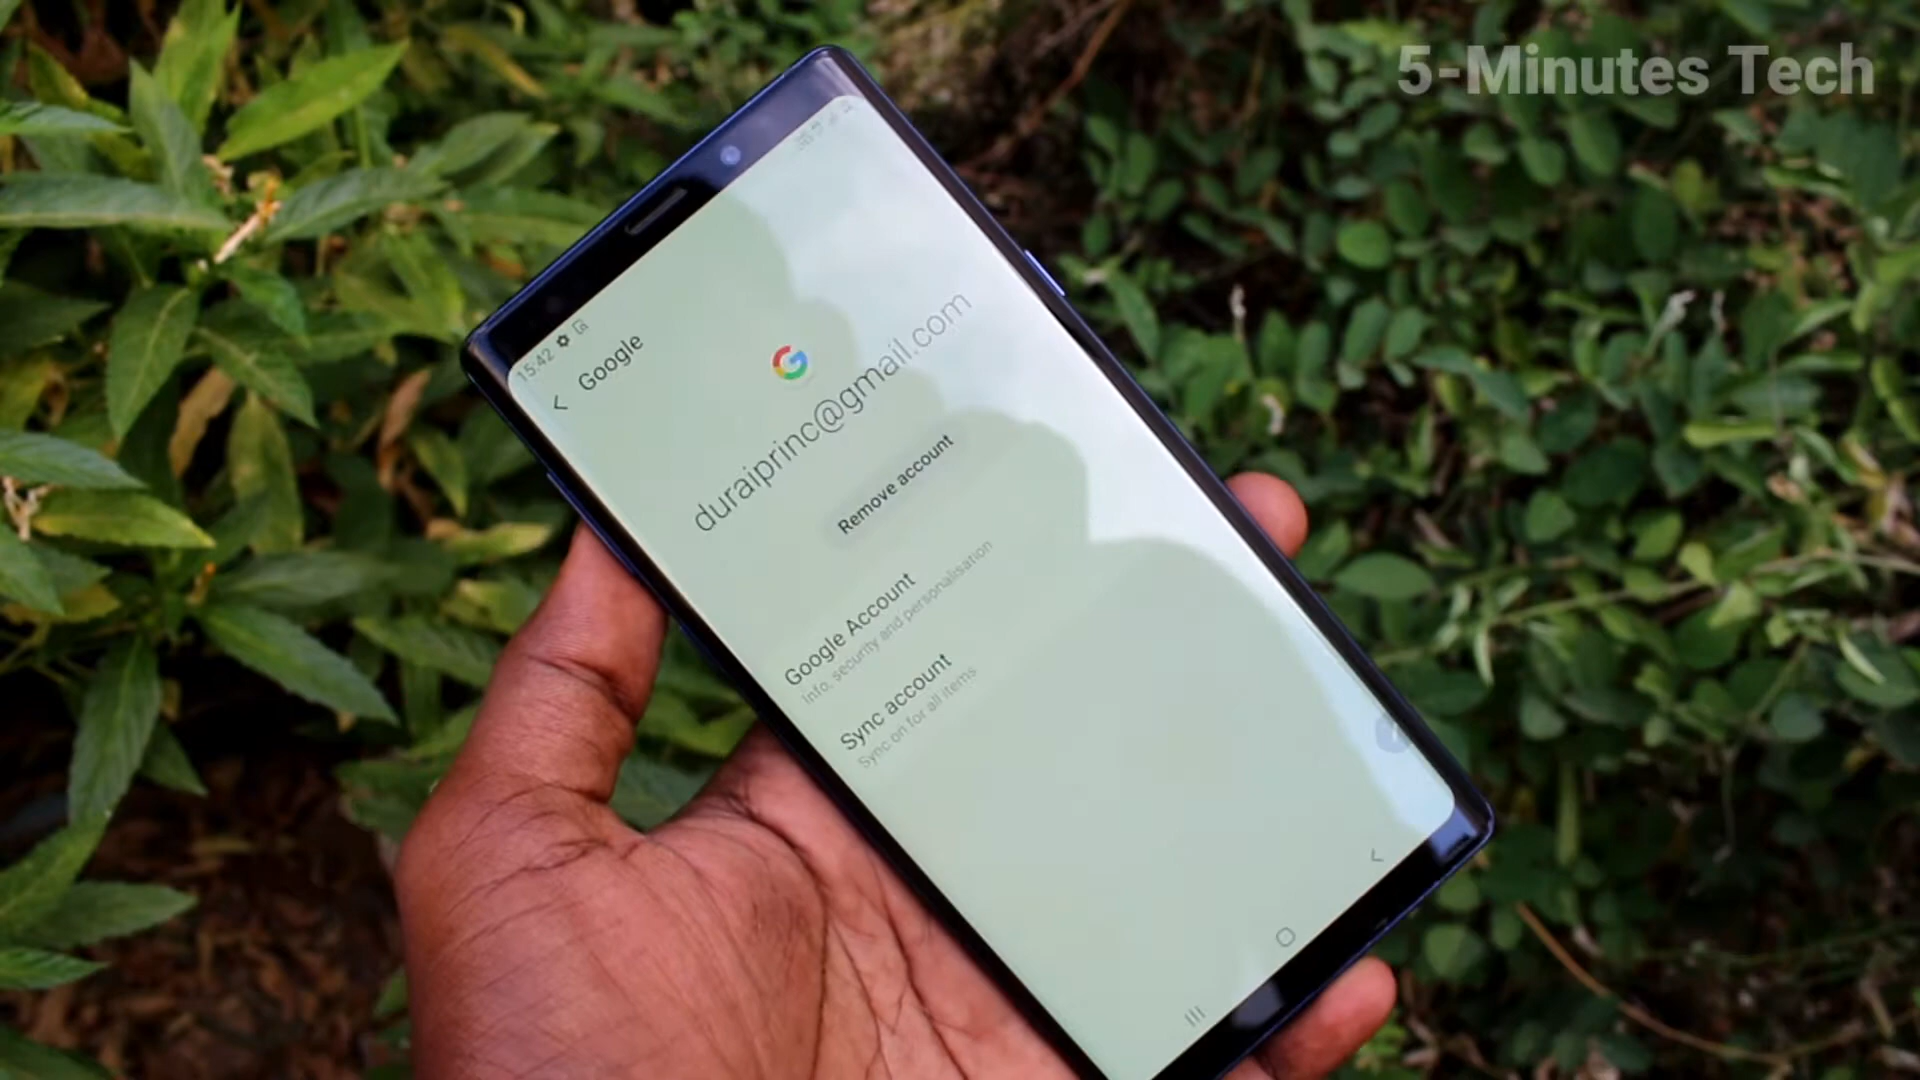 5-Minutes Tech
15:42
Google
duraiprinc@gmail.com
Remove account
Google Account
Info, security and personalisation
Sync account
Sync on for all items